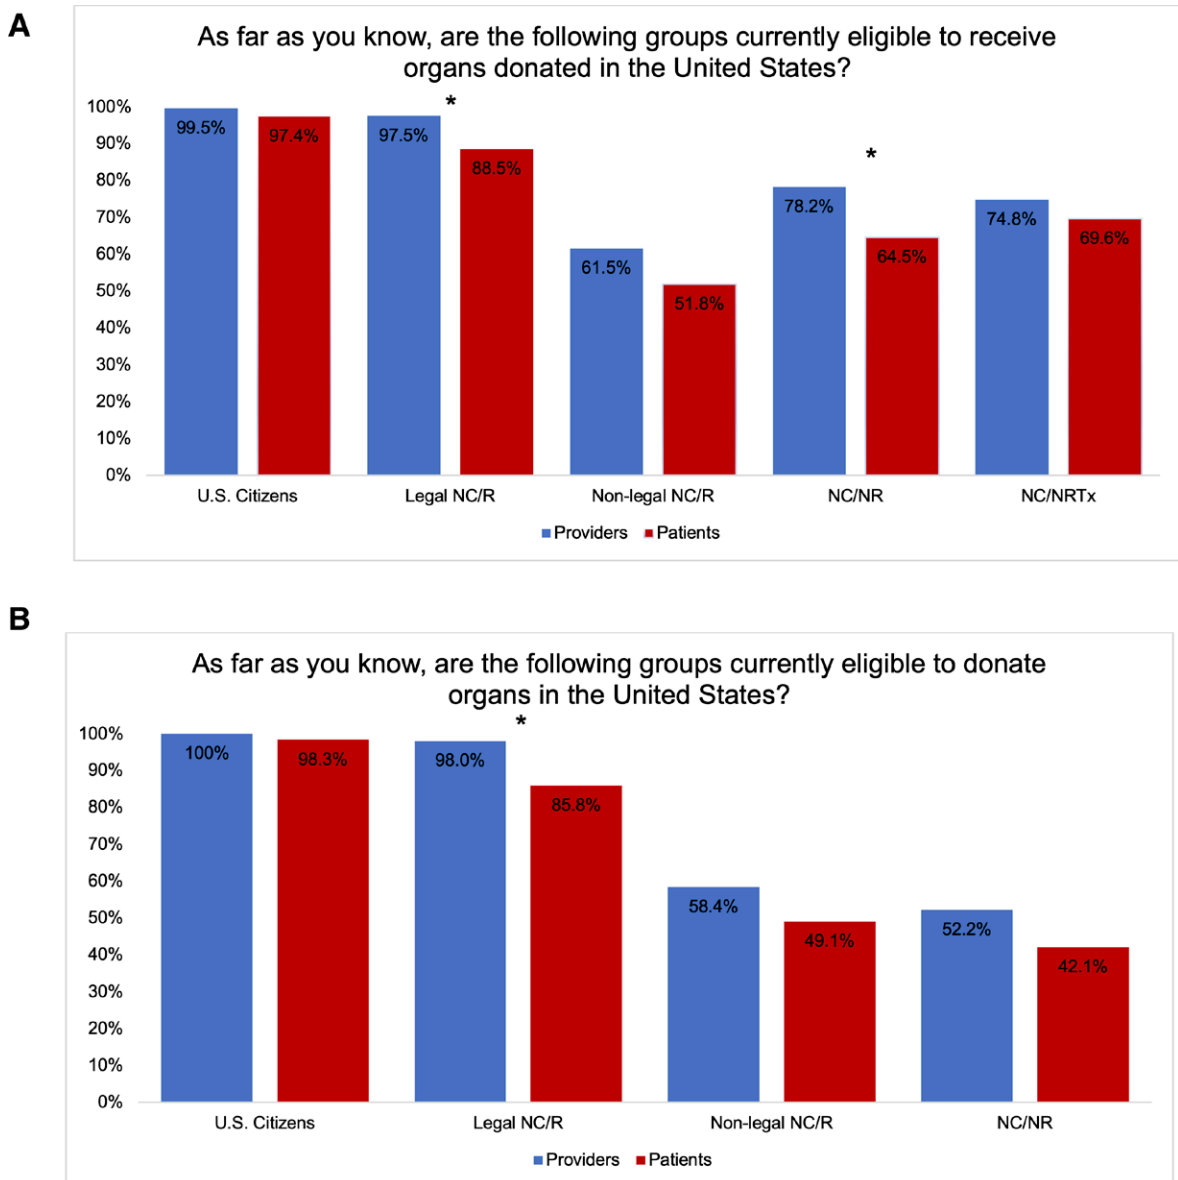 A
As far as you know, are the following groups currently eligible to receive
organs donated in the United States?
100%
90%
80%
70%
60%
50%
40%
30%
20%
10%
0%
*
*
99.5%
97.4%
97.5%
88.5%
61.5%
51.8%
78.2%
64.5%
74.8%
69.6%
U.S. Citizens
Legal NC/R
Non-legal NC/R
NC/NR
NC/NRTx
Providers
Patients
B
As far as you know, are the following groups currently eligible to donate
organs in the United States?
*
100%
90%
80%
70%
60%
50%
40%
30%
20%
10%
0%
100%
98.3%
98.0%
85.8%
58.4%
49.1%
52.2%
42.1%
U.S. Citizens
Legal NC/R
Non-legal NC/R
NC/NR
Providers
Patients